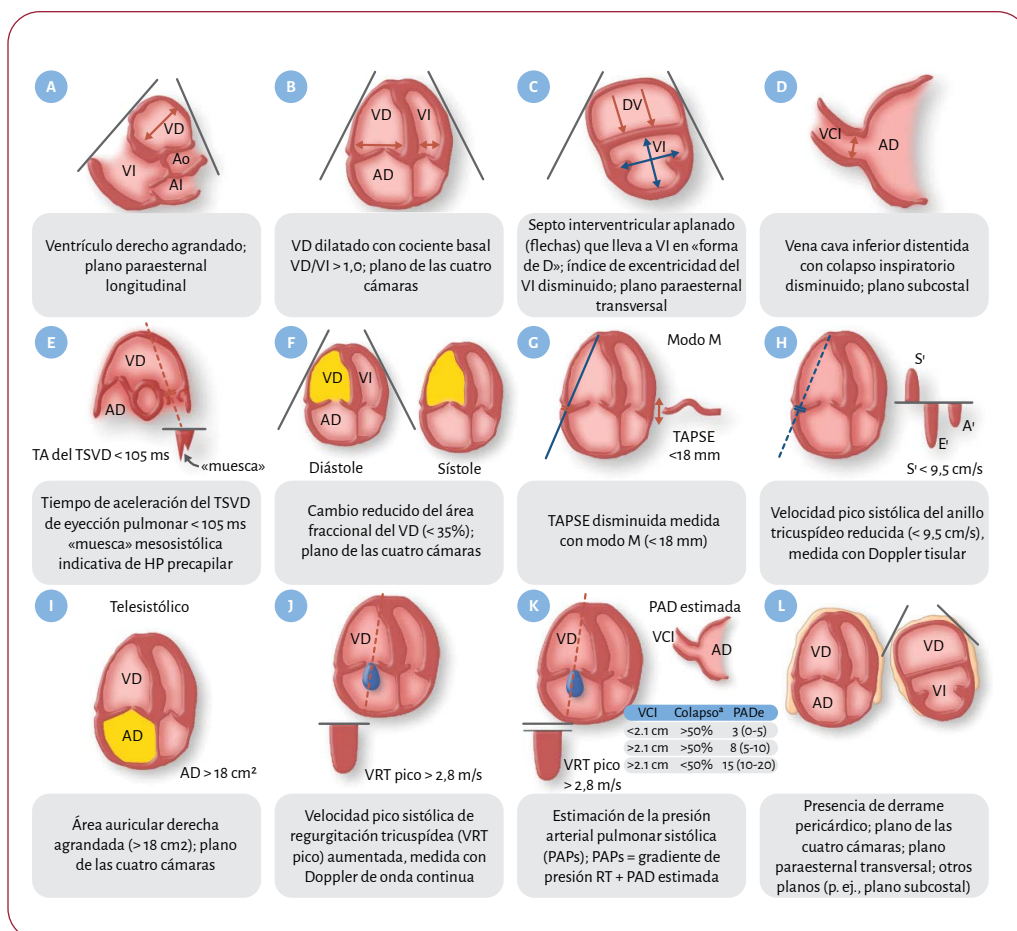 A
VD
Ao
VI
AI
Ventrículo derecho agrandado;
plano paraesternal
longitudinal
B
VD
VI
AD
VD dilatado con cociente basal
VD/VI > 1,0; plano de las cuatro
cámaras
C
DV
VI
Septo interventricular aplanado
(flechas) que lleva a VI en «forma
de D»; índice de excentricidad del
VI disminuido; plano paraesternal
transversal
D
VCI
AD
Vena cava inferior distentida
con colapso inspiratorio
disminuido; plano subcostal
E
VD
AD
TA del TSVD < 105 ms
«muesca»
Tiempo de aceleración del TSVD
de eyección pulmonar < 105 ms
«muesca» mesosistólica
indicativa de HP precapilar
F
VD
VI
AD
Diástole
Sístole
Cambio reducido del área
fraccional del VD (< 35%);
plano de las cuatro cámaras
G
Modo M
TAPSE
<18 mm
TAPSE disminuida medida
con modo M (< 18 mm)
H
S'
A'
E'
S' < 9,5 cm/s
Velocidad pico sistólica del anillo
tricuspídeo reducida (< 9,5 cm/s),
medida con Doppler tisular
I
Telesistólico
VD
AD
AD > 18 cm²
Área auricular derecha
agrandada (> 18 cm2); plano
de las cuatro cámaras
J
VD
VRT pico > 2,8 m/s
Velocidad pico sistólica de
regurgitación tricuspídea (VRT
pico) aumentada, medida con
Doppler de onda continua
K
PAD estimada
VD
VCI
AD
VCI Colapsoª PADe
<2.1 cm >50% 3 (0-5)
>2.1 cm >50% 8 (5-10)
>2.1 cm <50% 15 (10-20)
VRT pico
> 2,8 m/s
Estimación de la presión
arterial pulmonar sistólica
(PAPs); PAPs = gradiente de
presión RT + PAD estimada
L
VD
AD
VD
VI
Presencia de derrame
pericárdico; plano de las
cuatro cámaras; plano
paraesternal transversal; otros
planos (p. ej., plano subcostal)